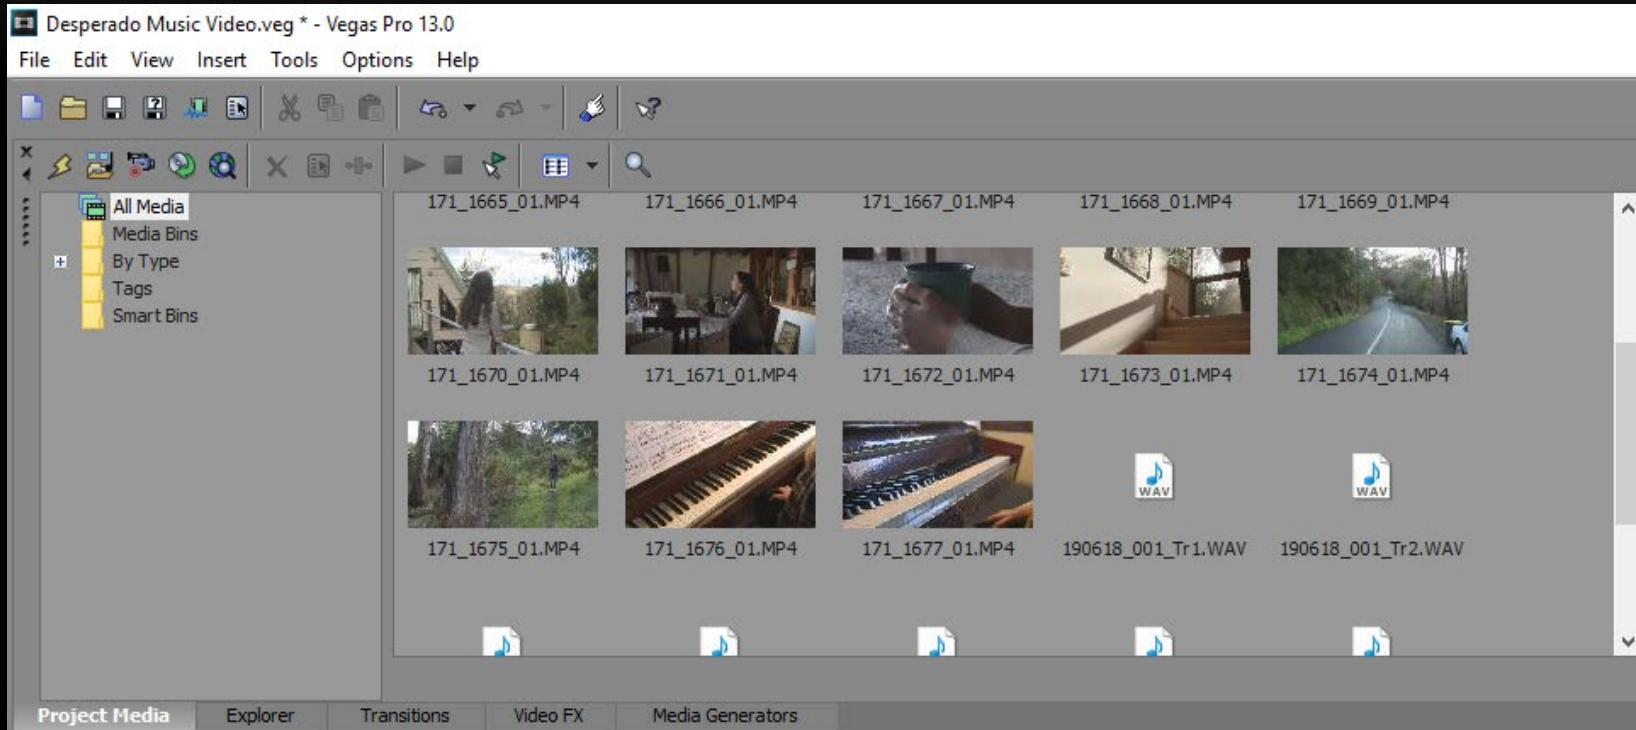 Desperado Music Video.veg * - Vegas Pro 13.0
File Edit View Insert Tools Options Help
All Media
Media Bins
By Type
Tags
Smart Bins
171_1665_01.MP4 171_1666_01.MP4 171_1667_01.MP4 171_1668_01.MP4 171_1669_01.MP4
171_1670_01.MP4 171_1671_01.MP4 171_1672_01.MP4 171_1673_01.MP4 171_1674_01.MP4
WAV WAV
171_1675_01.MP4 171_1676_01.MP4 171_1677_01.MP4 190618_001_Tr1.WAV 190618_001_Tr2.WAV
Project Media Explorer Transitions Video FX Media Generators